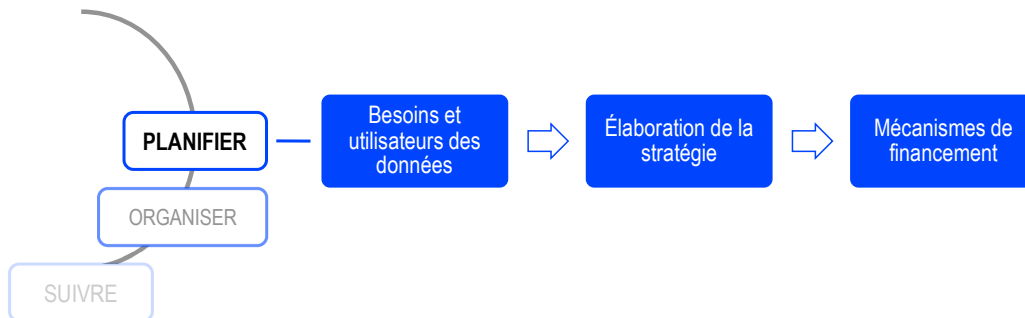 PLANIFIER
Besoins et
utilisateurs des
données
Élaboration de la
stratégie
Mécanismes de
financement
ORGANISER
SUIVRE